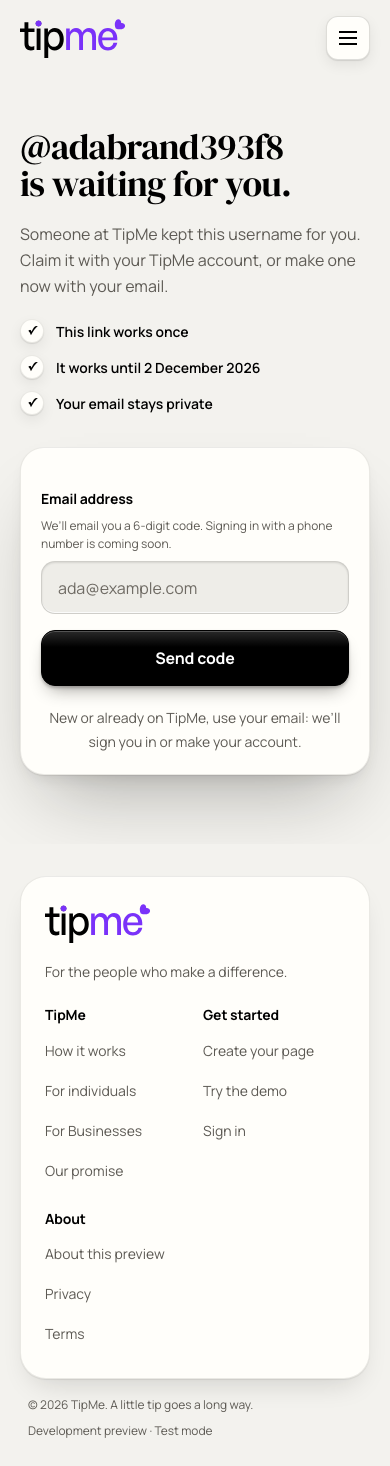 tipme
@adabrand393f8
is waiting for you.
Someone at TipMe kept this username for you.
Claim it with your TipMe account, or make one
now with your email.
This link works once
It works until 2 December 2026
Your email stays private
Email address
We'll email you a 6-digit code. Signing in with a phone
number is coming soon.
ada@example.com
Send code
New or already on TipMe, use your email: we'll
sign you in or make your account.
tipme
For the people who make a difference.
TipMe
How it works
For individuals
For Businesses
Our promise
Get started
Create your page
Try the demo
Sign in
About
About this preview
Privacy
Terms
© 2026 TipMe. A little tip goes a long way.
Development preview · Test mode